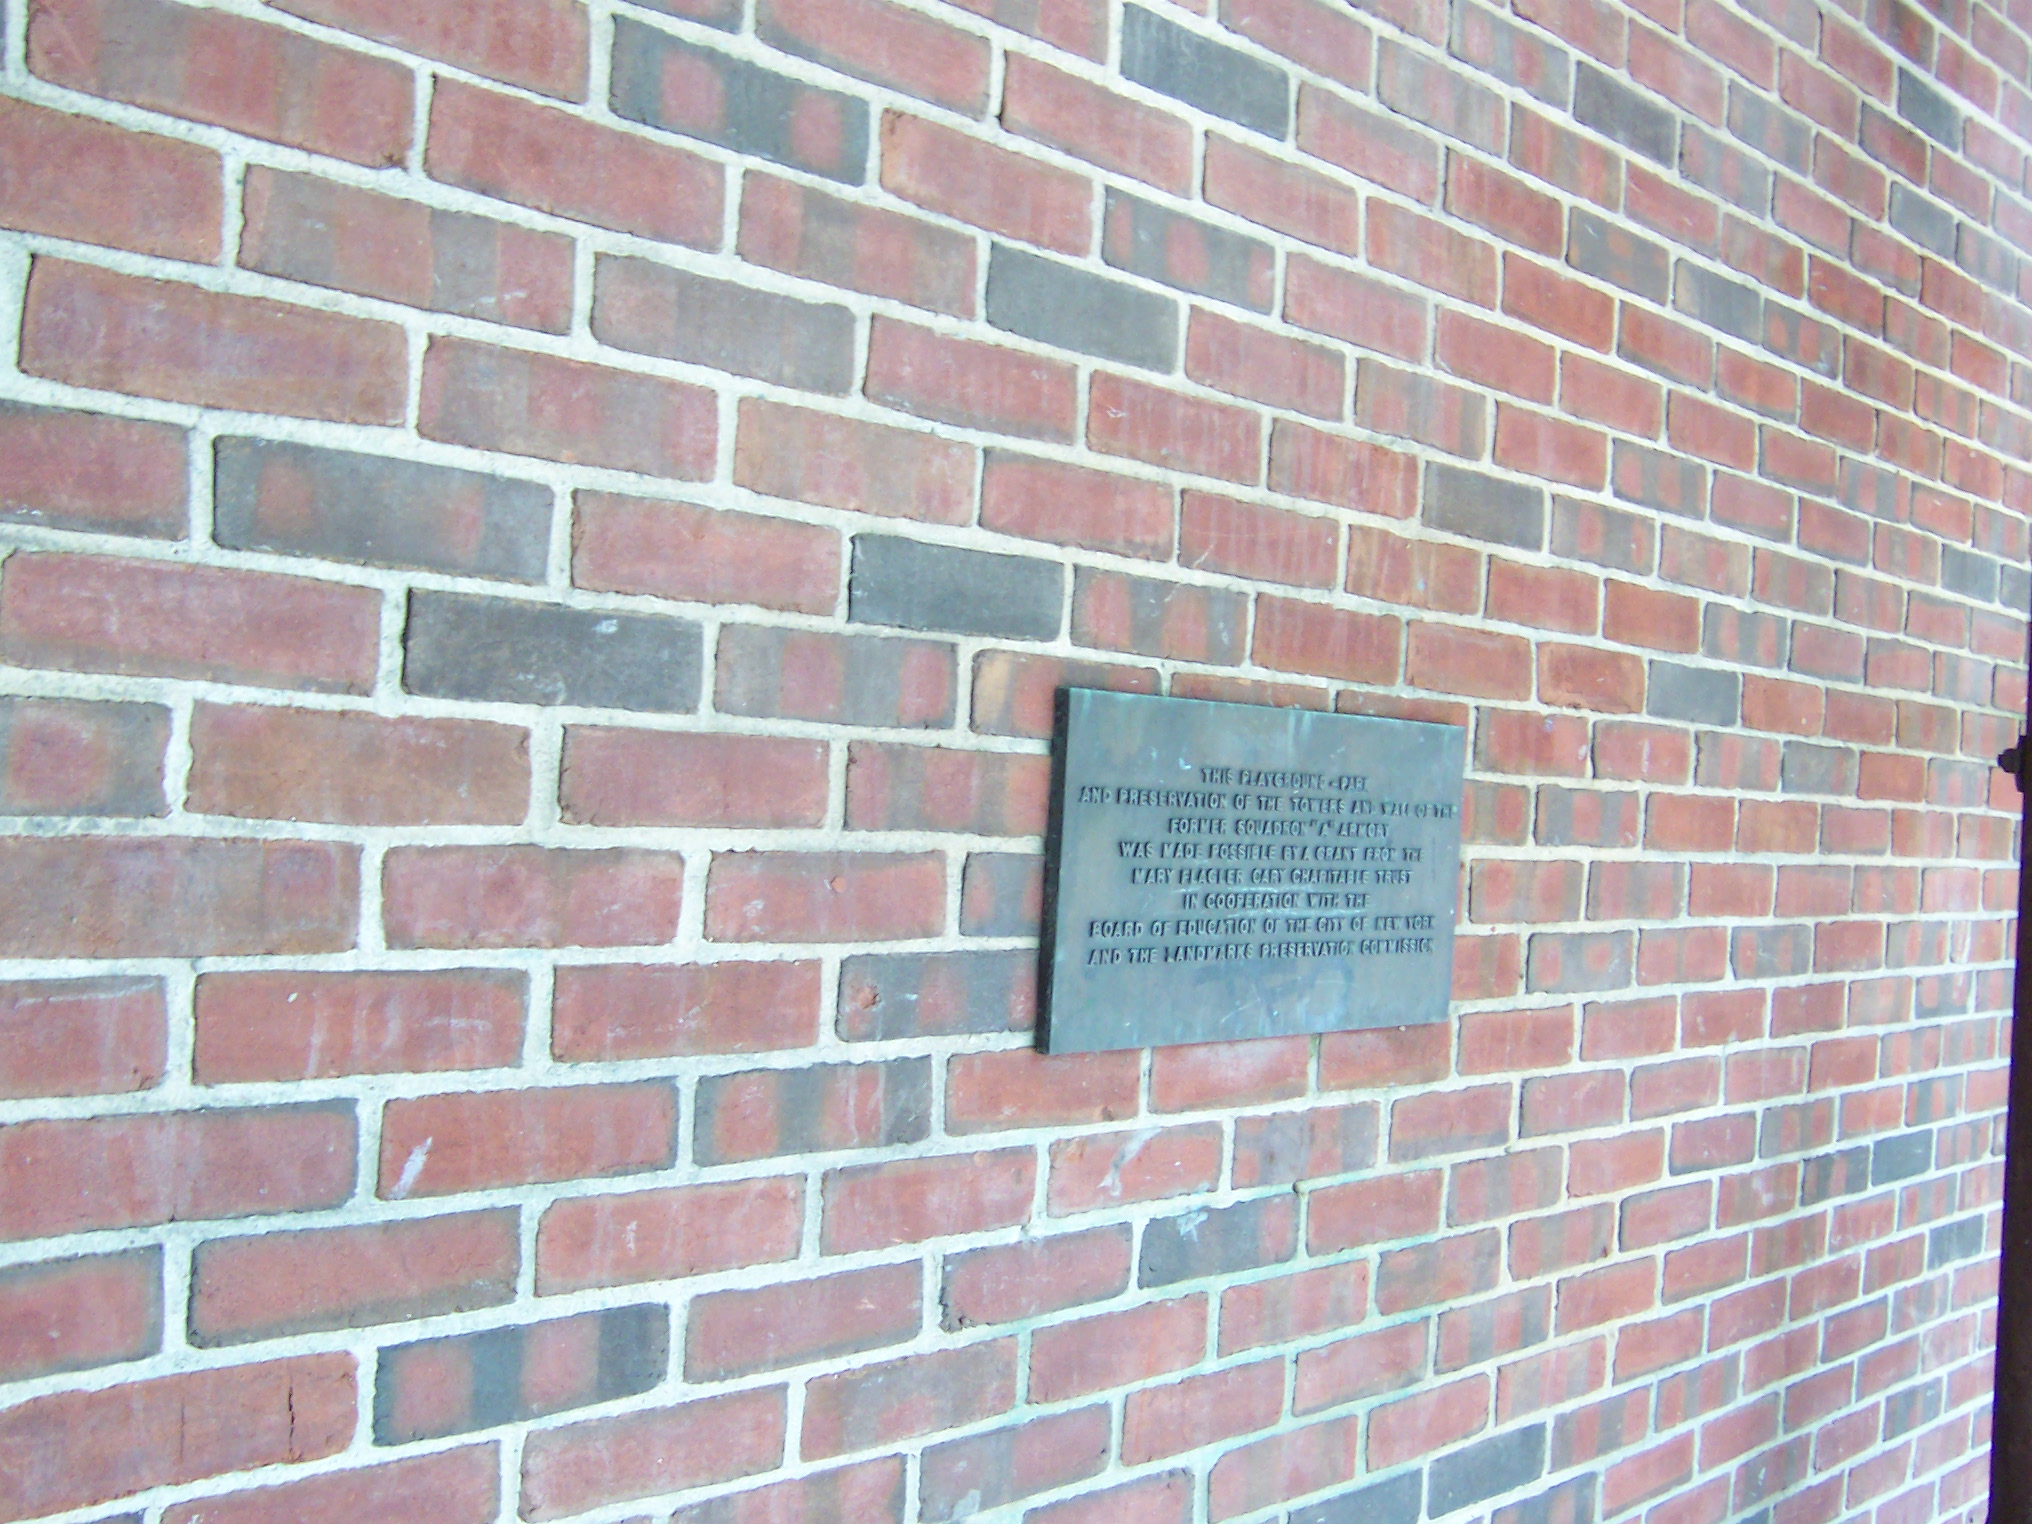 THIS PLAYGROUND - PARK
AND PRESERVATION OF THE TOWERS AND WALL OF THE
FORMER SQUADRON "A" ARMORY
WAS MADE POSSIBLE BY A GRANT FROM THE
MARY FLAGLER CARY CHARITABLE TRUST
IN COOPERATION WITH THE
BOARD OF EDUCATION OF THE CITY OF NEW YORK
AND THE LANDMARKS PRESERVATION COMMISSION